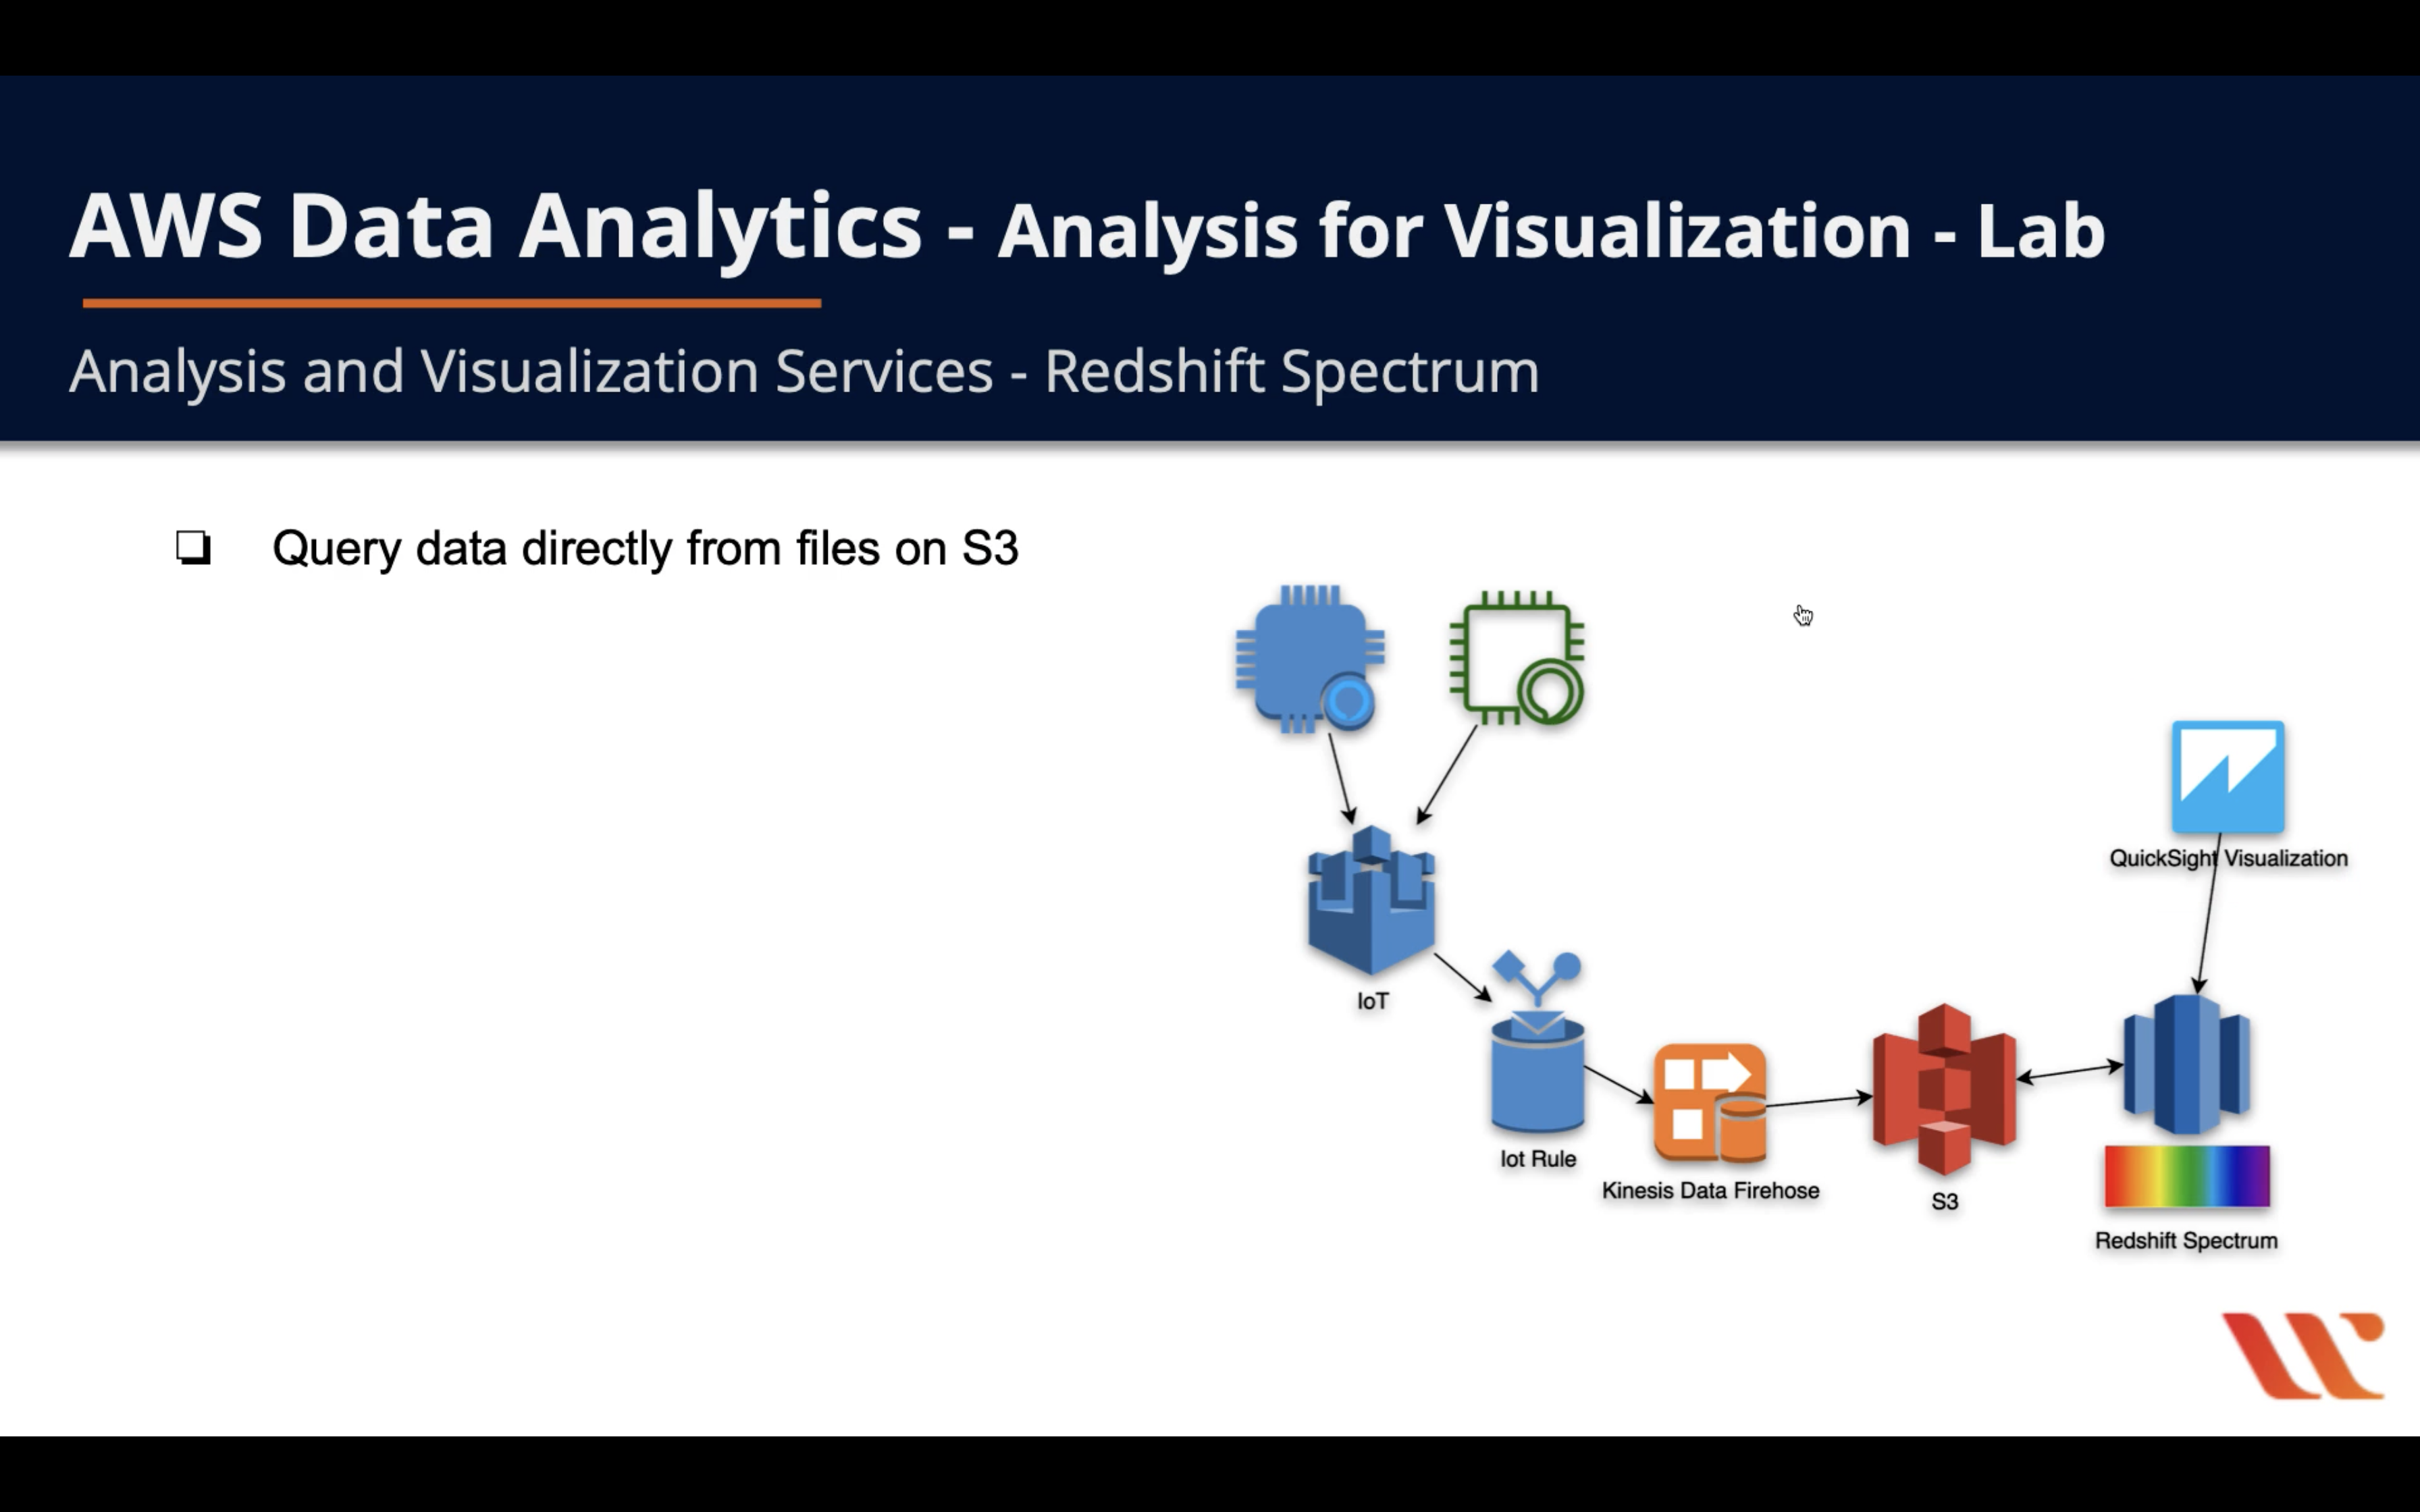 AWS Data Analytics - Analysis for Visualization - Lab
Analysis and Visualization Services - Redshift Spectrum
Query data directly from files on S3
QuickSight Visualization
IoT
Iot Rule
Kinesis Data Firehose
S3
Redshift Spectrum